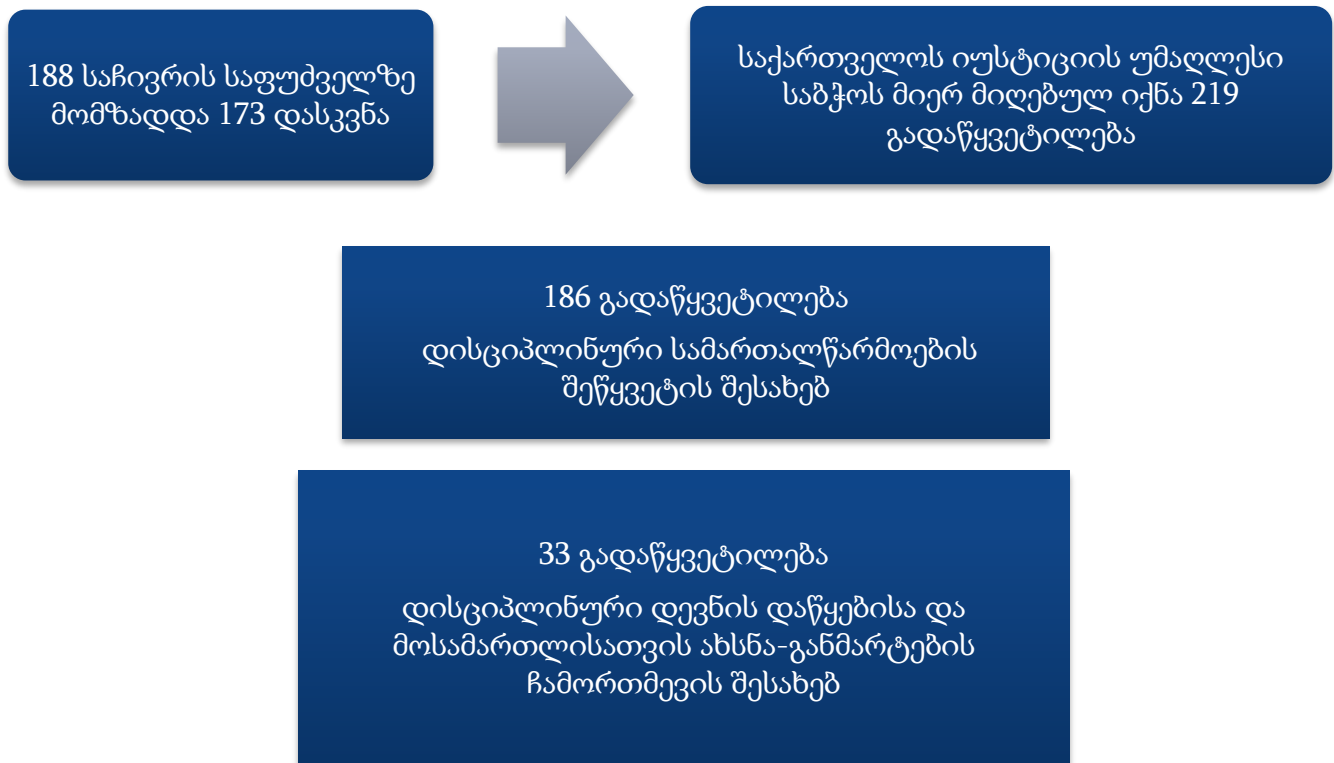 188 საჩივრის საფუძველზე
მომზადდა 173 დასკვნა
საქართველოს იუსტიციის უმაღლესი
საბჭოს მიერ მიღებულ იქნა 219
გადაწყვეტილება
186 გადაწყვეტილება
დისციპლინური სამართალწარმოების
შეწყვეტის შესახებ
33 გადაწყვეტილება
დისციპლინური დევნის დაწყებისა და
მოსამართლისათვის ახსნა-განმარტების
ჩამორთმევის შესახებ